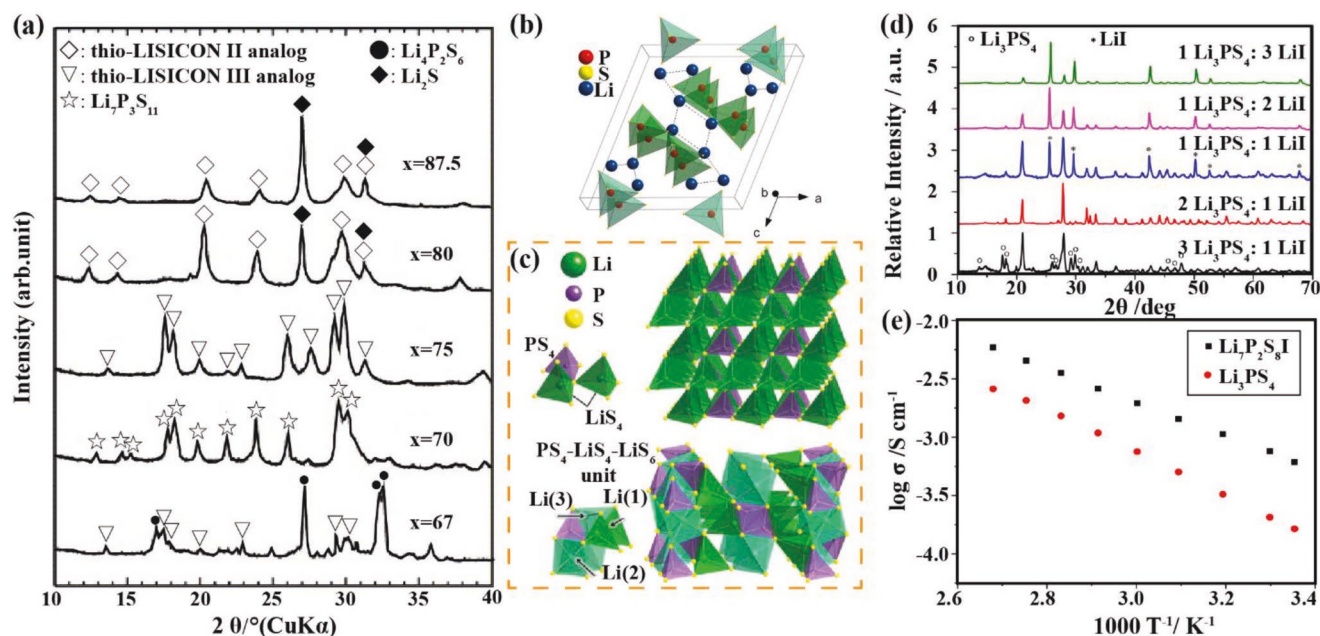 (a)
◇: thio-LISICON II analog ●: Li₄P₂S₆
▽: thio-LISICON III analog ◆: Li₂S
☆: Li₇P₃S₁₁
x=87.5
x=80
x=75
x=70
x=67
Intensity (arb.unit)
10 15 20 25 30 35 40
2 θ/°(CuKα)
(b)
P
S
Li
b
a
c
(c)
Li
P
S
PS₄
LiS₄
PS₄-LiS₄-LiS₆
unit
Li(3)
Li(1)
Li(2)
(d)
Relative Intensity / a.u.
6
5
4
3
2
1
0
o Li₃PS₄ *LiI
1 Li₃PS₄: 3 LiI
1 Li₃PS₄: 2 LiI
1 Li₃PS₄: 1 LiI
2 Li₃PS₄: 1 LiI
3 Li₃PS₄: 1 LiI
10 20 30 40 50 60 70
2θ /deg
(e)
log σ /S cm⁻¹
-2.0
-2.5
-3.0
-3.5
-4.0
Li₇P₂S₈I
Li₃PS₄
2.6 2.8 3.0 3.2 3.4
1000 T⁻¹/ K⁻¹